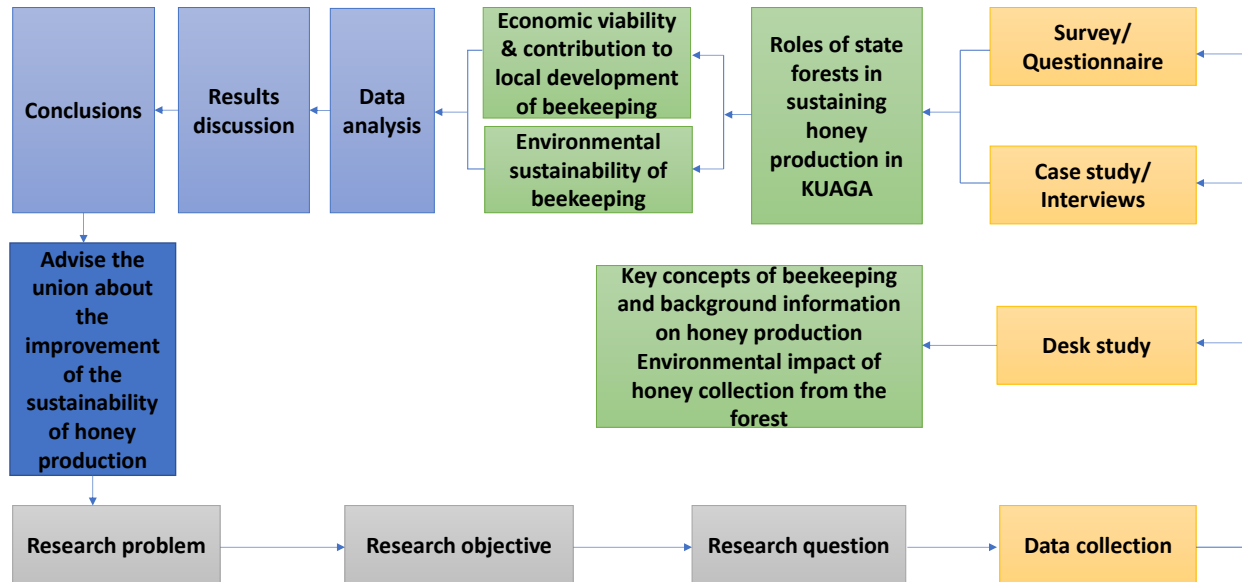 Conclusions
Results
discussion
Data
analysis
Economic viability
& contribution to
local development
of beekeeping
Environmental
sustainability of
beekeeping
Roles of state
forests in
sustaining
honey
production in
KUAGA
Survey/
Questionnaire
Case study/
Interviews
Advise the
union about
the
improvement
of the
sustainability
of honey
production
Key concepts of beekeeping
and background information
on honey production
Environmental impact of
honey collection from the
forest
Desk study
Research problem
Research objective
Research question
Data collection